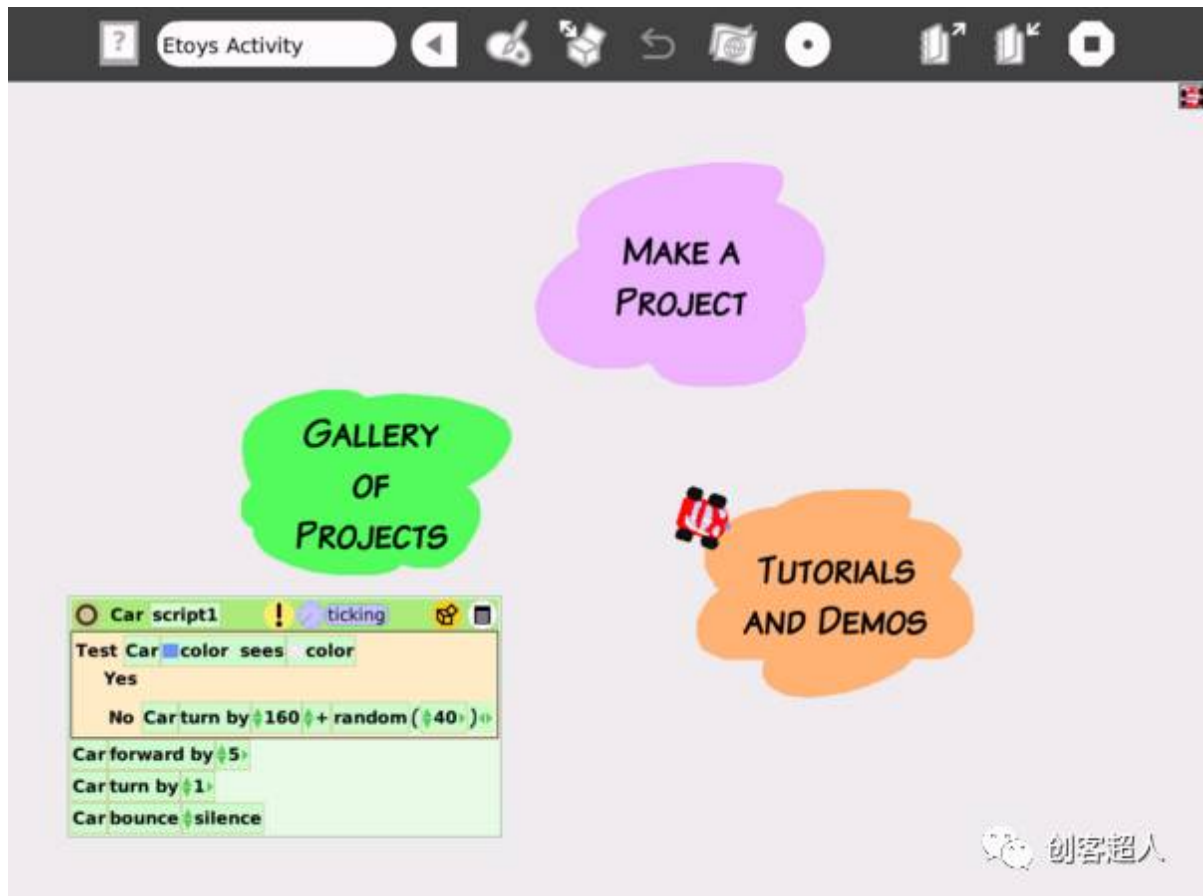 ?
Etoys Activity
MAKE A
PROJECT
GALLERY
OF
PROJECTS
TUTORIALS
AND DEMOS
Car script1 ! ticking
Test Car color sees color
Yes
No Car turn by 160 + random ( 40 )
Car forward by 5
Car turn by 1
Car bounce silence
创客超人